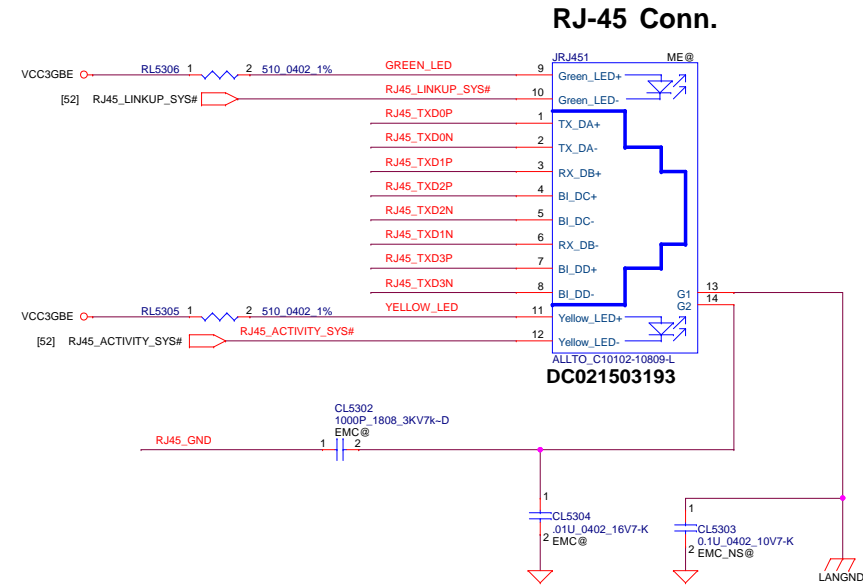 RJ-45 Conn.
JRJ451 ME@
VCC3GBE RL5306 1 2 510_0402_1% GREEN_LED 9 Green_LED+
[52] RJ45_LINKUP_SYS# RJ45_LINKUP_SYS# 10 Green_LED-
RJ45_TXD0P 1 TX_DA+
RJ45_TXD0N 2 TX_DA-
RJ45_TXD1P 3 RX_DB+
RJ45_TXD2P 4 BI_DC+
RJ45_TXD2N 5 BI_DC-
RJ45_TXD1N 6 RX_DB-
RJ45_TXD3P 7 BI_DD+
RJ45_TXD3N 8 BI_DD-
G1 13
G2 14
VCC3GBE RL5305 1 2 510_0402_1% YELLOW_LED 11 Yellow_LED+
[52] RJ45_ACTIVITY_SYS# RJ45_ACTIVITY_SYS# 12 Yellow_LED-
ALLTO_C10102-10809-L
DC021503193
CL5302
1000P_1808_3KV7k~D
EMC@
RJ45_GND 1 2
1
CL5304
.01U_0402_16V7-K
2 EMC@
1
CL5303
0.1U_0402_10V7-K
2 EMC_NS@
LANGND